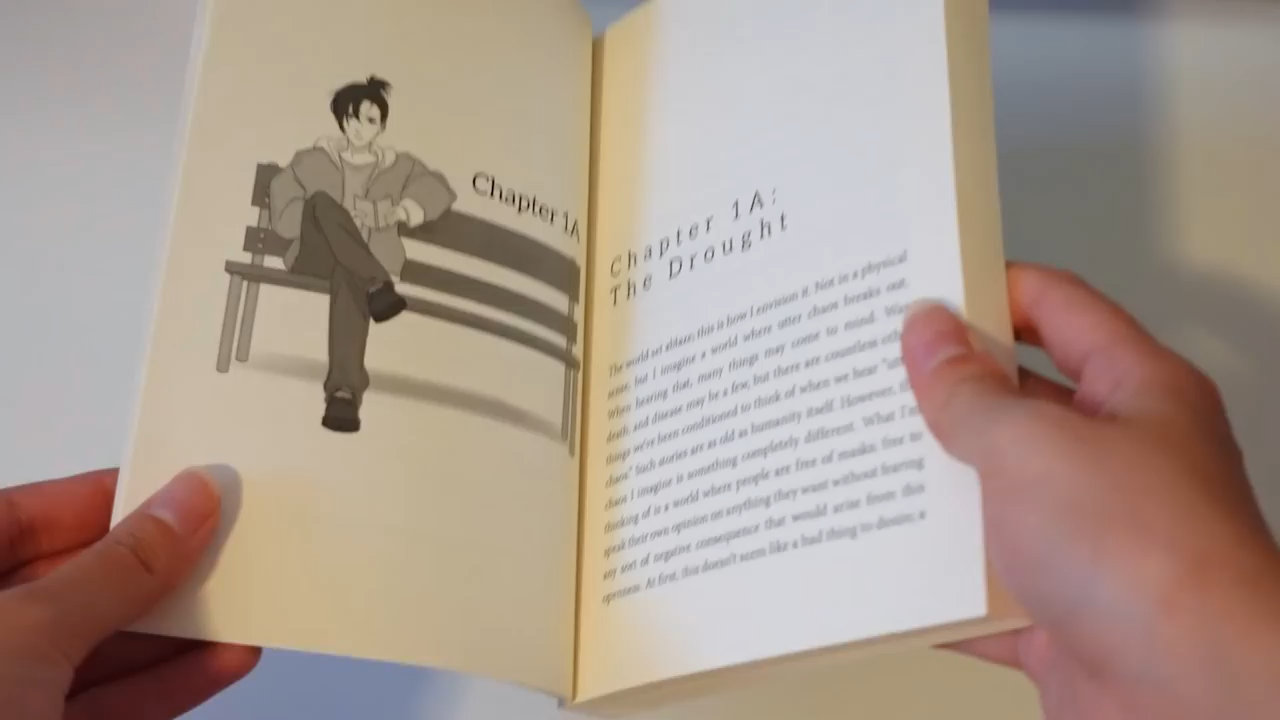 Chapter 1A
Chapter 1A:
The Drought
The world set ablaze; this is how I envision it. Not in a physical
sense, but I imagine a world where utter chaos breaks out.
When hearing that, many things may come to mind. War,
death, and disease may be a few, but there are countless
things we've been conditioned to think of when we hear
chaos." Such stories are as old as humanity itself. However,
chaos I imagine is something completely different. What I'm
thinking of is a world where people are free of masks, free to
speak their own opinion on anything they want without fearing
any sort of negative consequence that would arise from this
openness. At first, this doesn't seem like a bad thing to desire; a